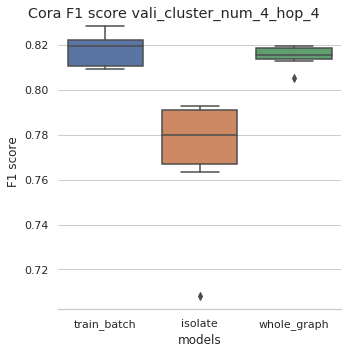 Cora F1 score vali_cluster_num_4_hop_4
0.82
0.80
0.78
0.76
0.74
0.72
F1 score
train_batch isolate whole_graph
models